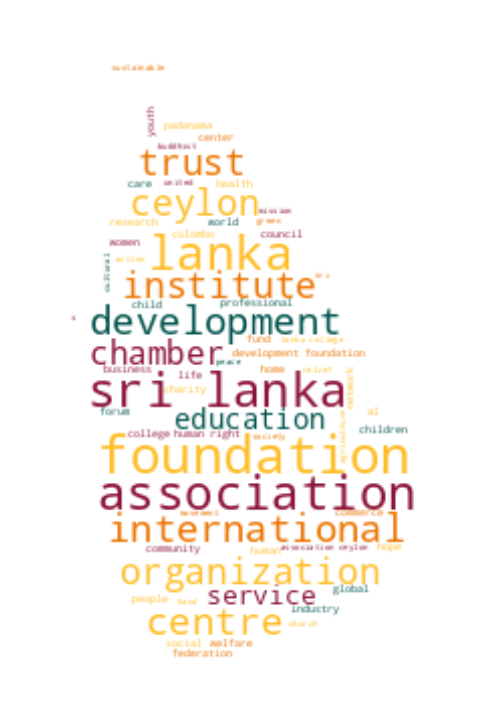 sustainable
youth
padanama
center
buddhist
trust
care united health
ceylon
mission
research world green
colombo council
women
lanka
action
cultural
institute sri
child professional
development
fund lanka college
chamber development foundation
peace
business life home relief
charity
sri lanka
network
forum al
education
agriculture
children
college human right society
foundation
association
movement commerce
international
community human association ceylon hope
organization
global
people fund service
industry
centre church
social welfare
federation